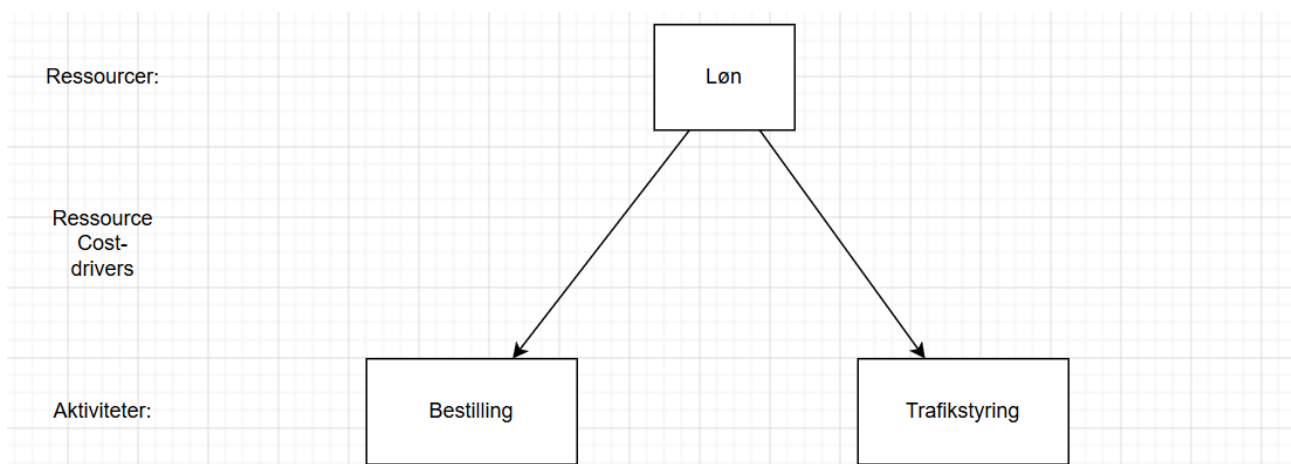 Ressourcer:
Løn
Ressource
Cost-
drivers
Aktiviteter:
Bestilling
Trafikstyring